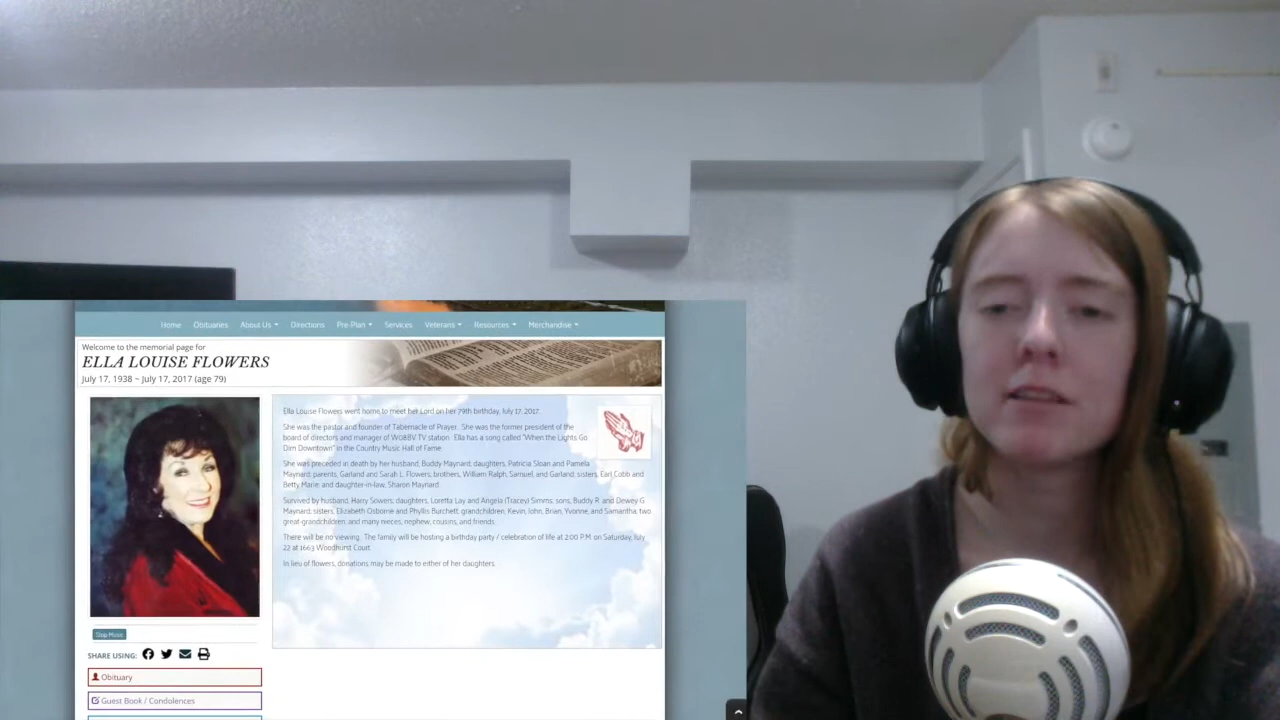 Home Obituaries About Us Directions Pre-Plan Services Veterans Resources Merchandise
Welcome to the memorial page for
ELLA LOUISE FLOWERS
July 17, 1938 ~ July 17, 2017 (age 79)
Ella Louise Flowers went home to meet her Lord on her 79th birthday, July 17, 2017.
She was the pastor and founder of Tabernacle of Prayer. She was the former president of the
board of directors and manager of WO8BV TV station. Ella has a song called "When the Lights Go
Dim Downtown" in the Country Music Hall of Fame.
She was preceded in death by her husband, Buddy Maynard; daughters, Patricia Sloan and Pamela
Maynard; parents, Garland and Sarah L. Flowers; brothers, William Ralph, Samuel, and Garland; sisters, Earl Cobb and
Betty Marie; and daughter-in-law, Sharon Maynard.
Survived by husband, Harry Sowers; daughters, Loretta Lay and Angela (Tracey) Simms; sons, Buddy R. and Dewey G.
Maynard; sisters, Elizabeth Osborne and Phyllis Burchett; grandchildren, Kevin, John, Brian, Yvonne, and Samantha; two
great-grandchildren; and many nieces, nephew, cousins, and friends.
There will be no viewing. The family will be hosting a birthday party / celebration of life at 2:00 P.M. on Saturday, July
22 at 1663 Woodhurst Court.
In lieu of flowers, donations may be made to either of her daughters.
Stop Music
SHARE USING:
Obituary
Guest Book / Condolences